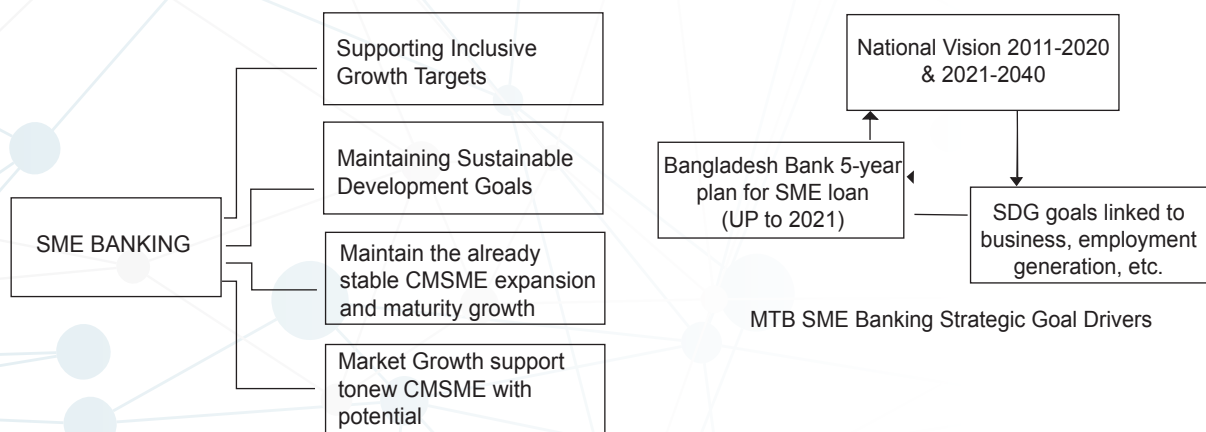 Supporting Inclusive
Growth Targets
Maintaining Sustainable
Development Goals
SME BANKING
Maintain the already
stable CMSME expansion
and maturity growth
Market Growth support
tonew CMSME with
potential
National Vision 2011-2020
& 2021-2040
Bangladesh Bank 5-year
plan for SME loan
(UP to 2021)
SDG goals linked to
business, employment
generation, etc.
MTB SME Banking Strategic Goal Drivers